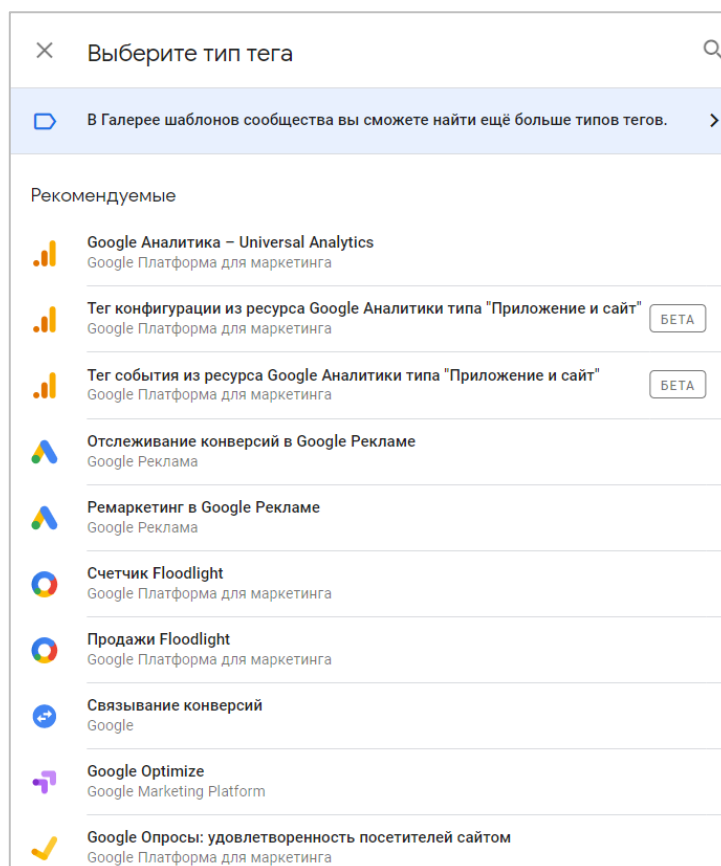 Выберите тип тега
В Галерее шаблонов сообщества вы сможете найти ещё больше типов тегов.
Рекомендуемые
Google Аналитика – Universal Analytics
Google Платформа для маркетинга
Тег конфигурации из ресурса Google Аналитики типа "Приложение и сайт"
БЕТА
Google Платформа для маркетинга
Тег события из ресурса Google Аналитики типа "Приложение и сайт"
БЕТА
Google Платформа для маркетинга
Отслеживание конверсий в Google Рекламе
Google Реклама
Ремаркетинг в Google Рекламе
Google Реклама
Счетчик Floodlight
Google Платформа для маркетинга
Продажи Floodlight
Google Платформа для маркетинга
Связывание конверсий
Google
Google Optimize
Google Marketing Platform
Google Опросы: удовлетворенность посетителей сайтом
Google Платформа для маркетинга